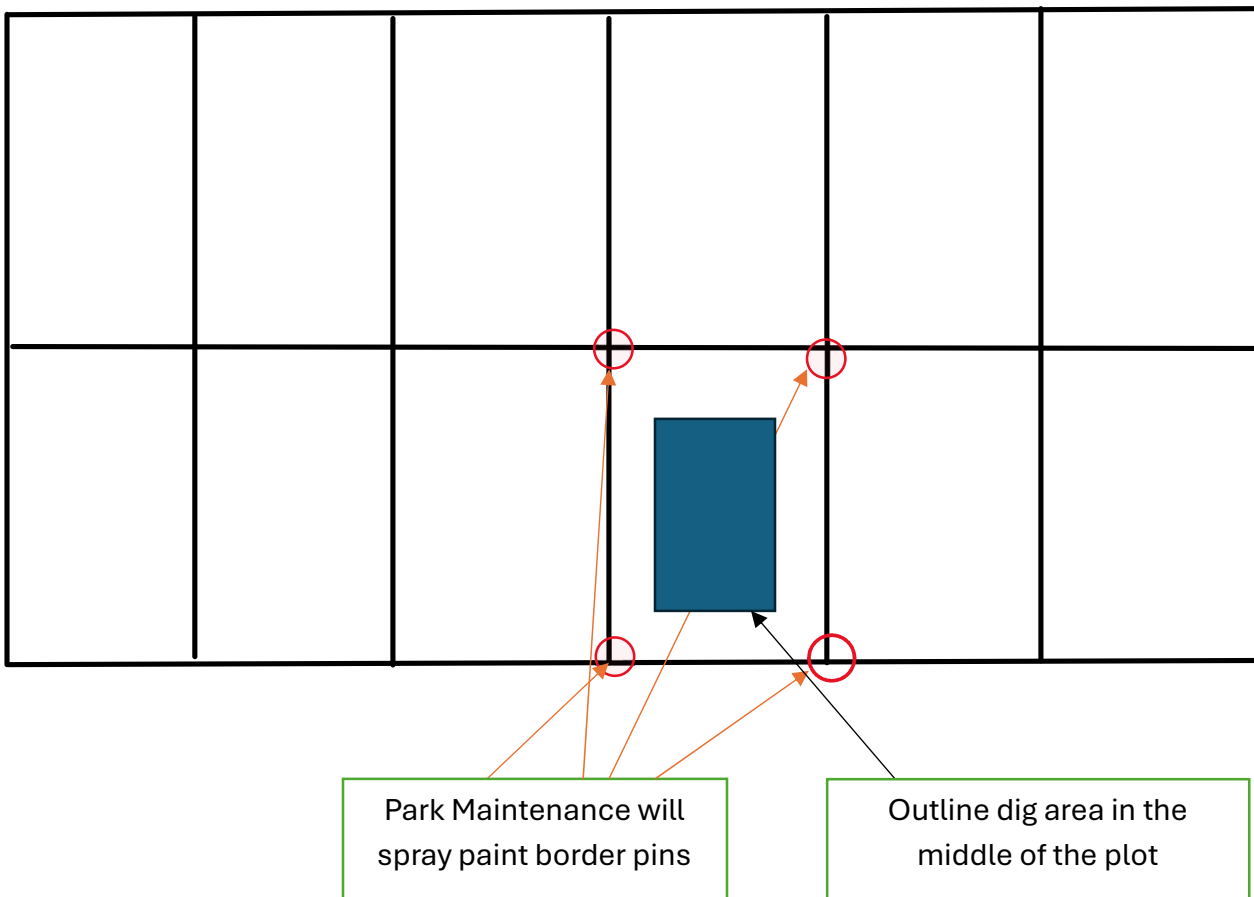 Park Maintenance will
spray paint border pins
Outline dig area in the
middle of the plot